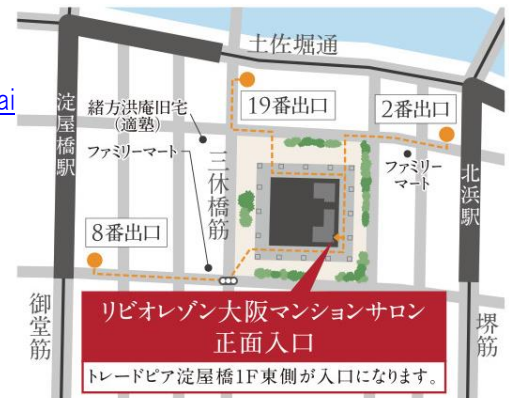 土佐堀通
ai
淀屋橋駅
緒方洪庵旧宅
(適塾)
ファミリーマート
三休橋筋
19番出口
2番出口
ファミリー
マート
北浜駅
8番出口
御堂筋
堺筋
リビオレゾン大阪マンションサロン
正面入口
トレードピア淀屋橋1F東側が入口になります。